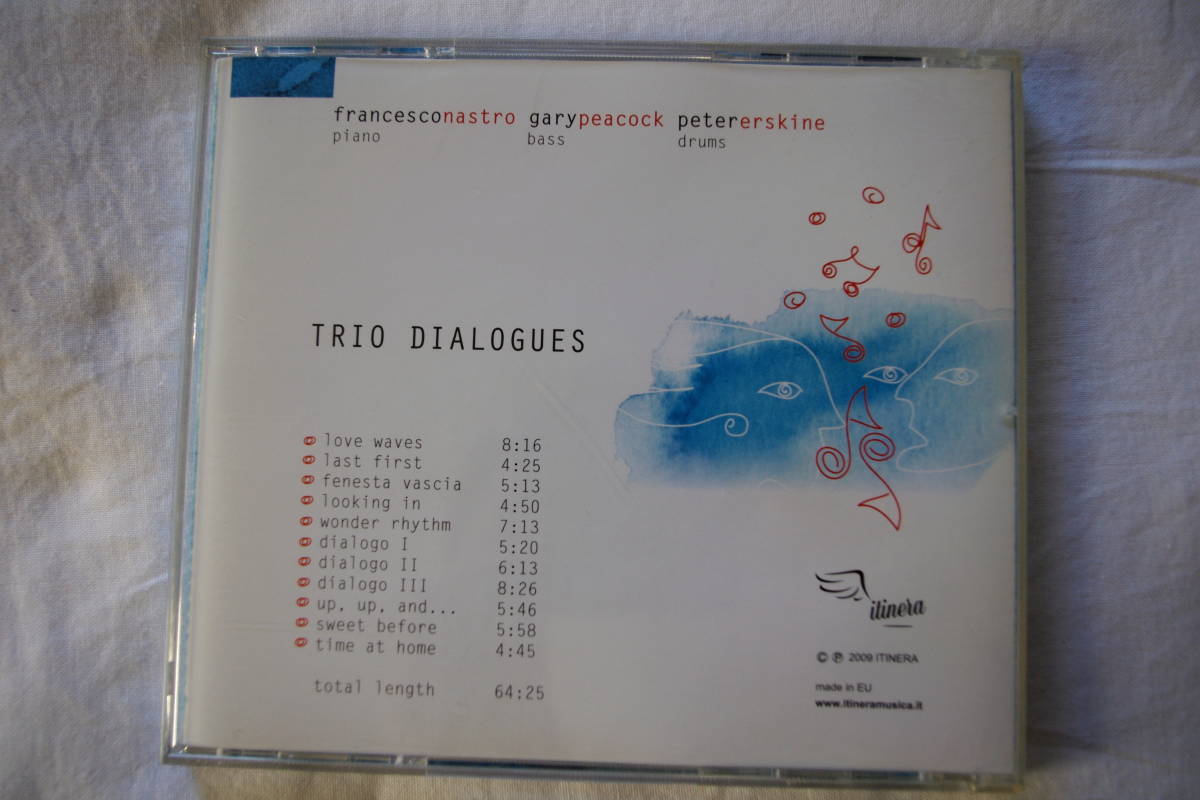 francesconastro garypeacock petererskine
piano bass drums
TRIO DIALOGUES
love waves 8:16
last first 4:25
fenesta vascia 5:13
looking in 4:50
wonder rhythm 7:13
dialogo I 5:20
dialogo II 6:13
dialogo III 8:26
up, up, and... 5:46
sweet before 5:58
time at home 4:45
total length 64:25
itinera
© ℗ 2009 ITINERA
made in EU
www.itineramusica.it